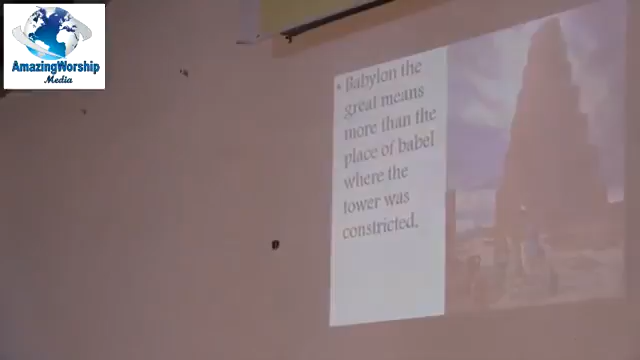 AmazingWorship
Media
• Babylon the
great means
more than the
place of babel
where the
tower was
constricted.